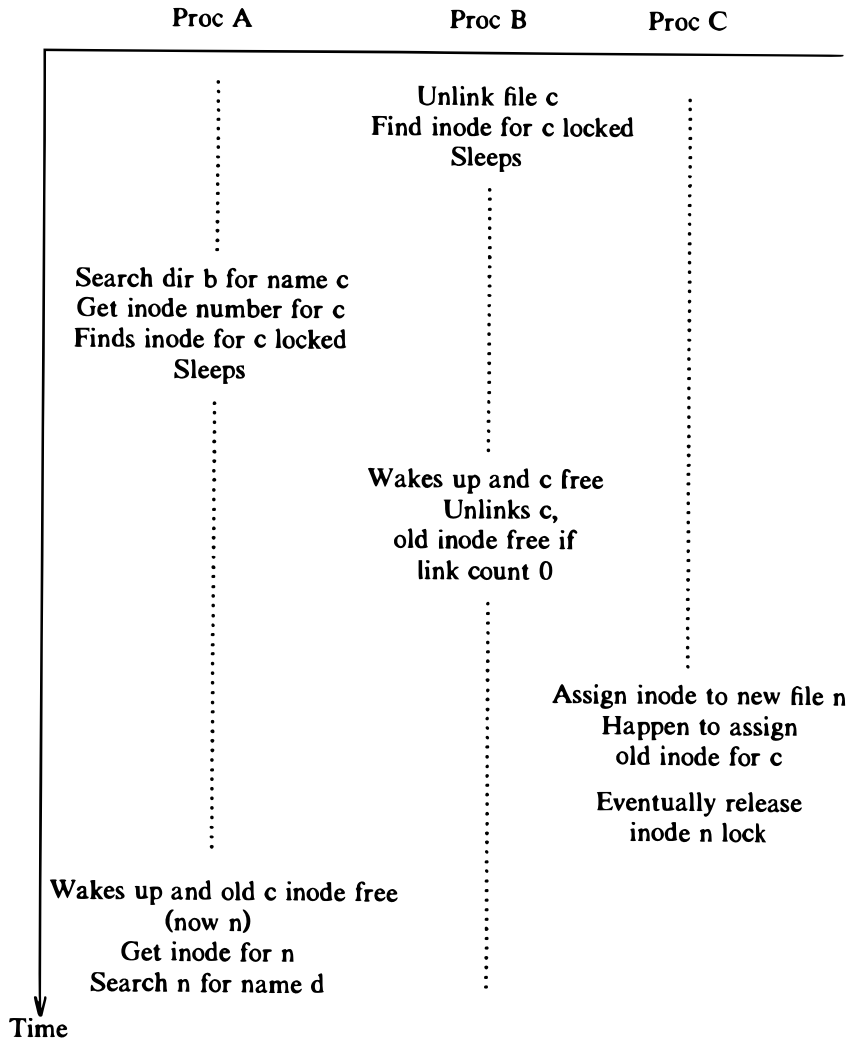 Proc A Proc B Proc C
Unlink file c
Find inode for c locked
Sleeps
Search dir b for name c
Get inode number for c
Finds inode for c locked
Sleeps
Wakes up and c free
Unlinks c,
old inode free if
link count 0
Assign inode to new file n
Happen to assign
old inode for c
Eventually release
inode n lock
Wakes up and old c inode free
(now n)
Get inode for n
Search n for name d
Time